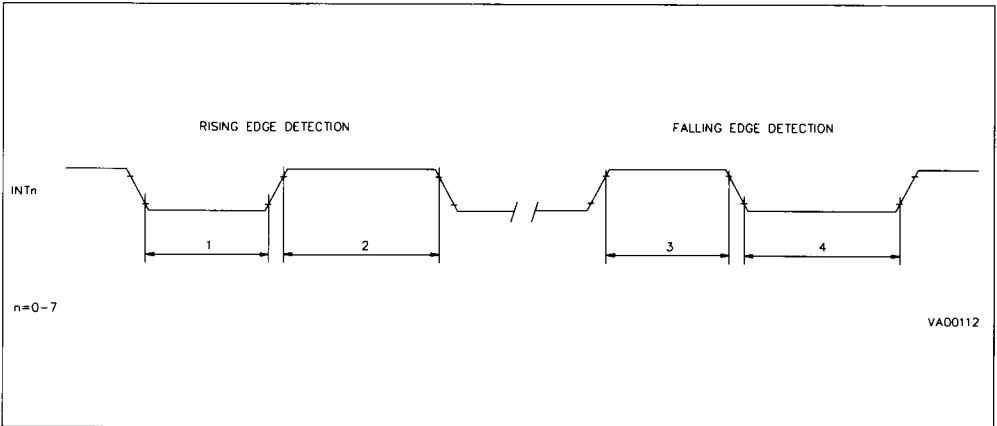 RISING EDGE DETECTION
FALLING EDGE DETECTION
INTn
1
2
3
4
n=0-7
VA00112